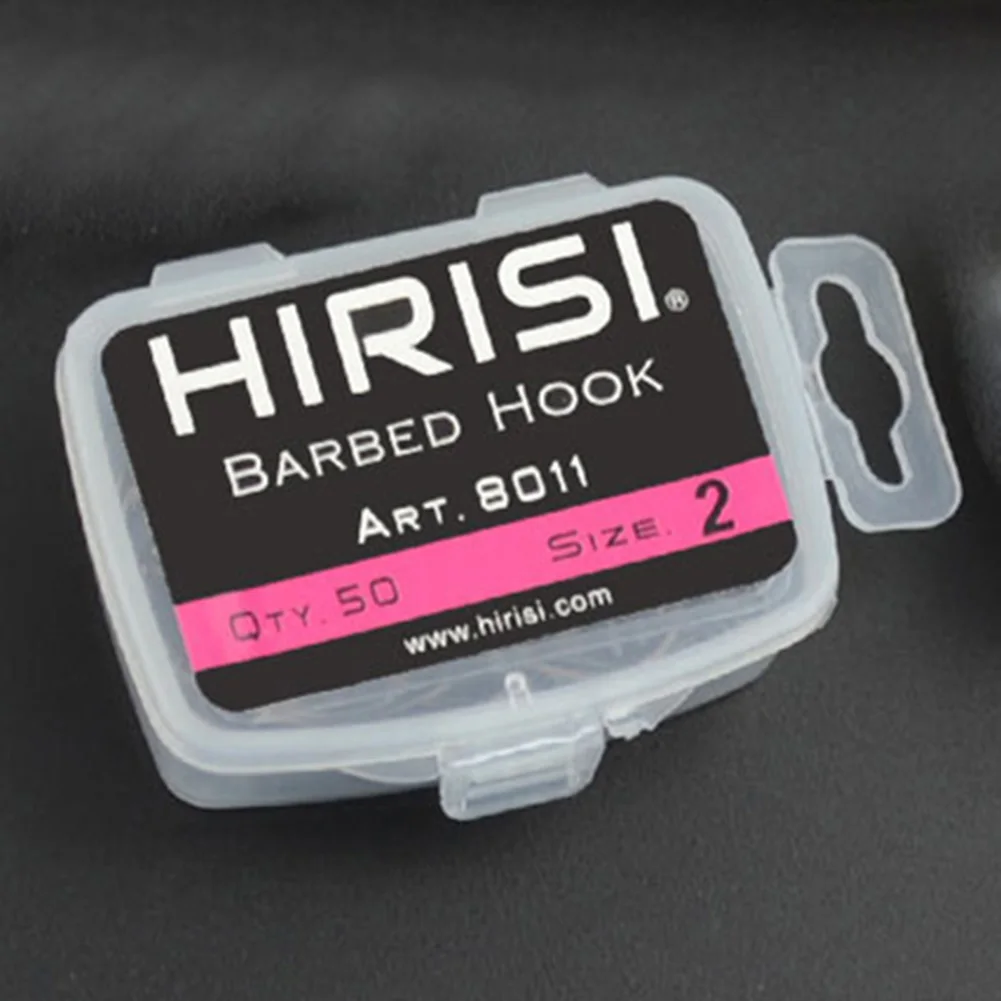 HIRISI®
BARBED HOOK
ART. 8011
QTY. 50 SIZE. 2
www.hirisi.com